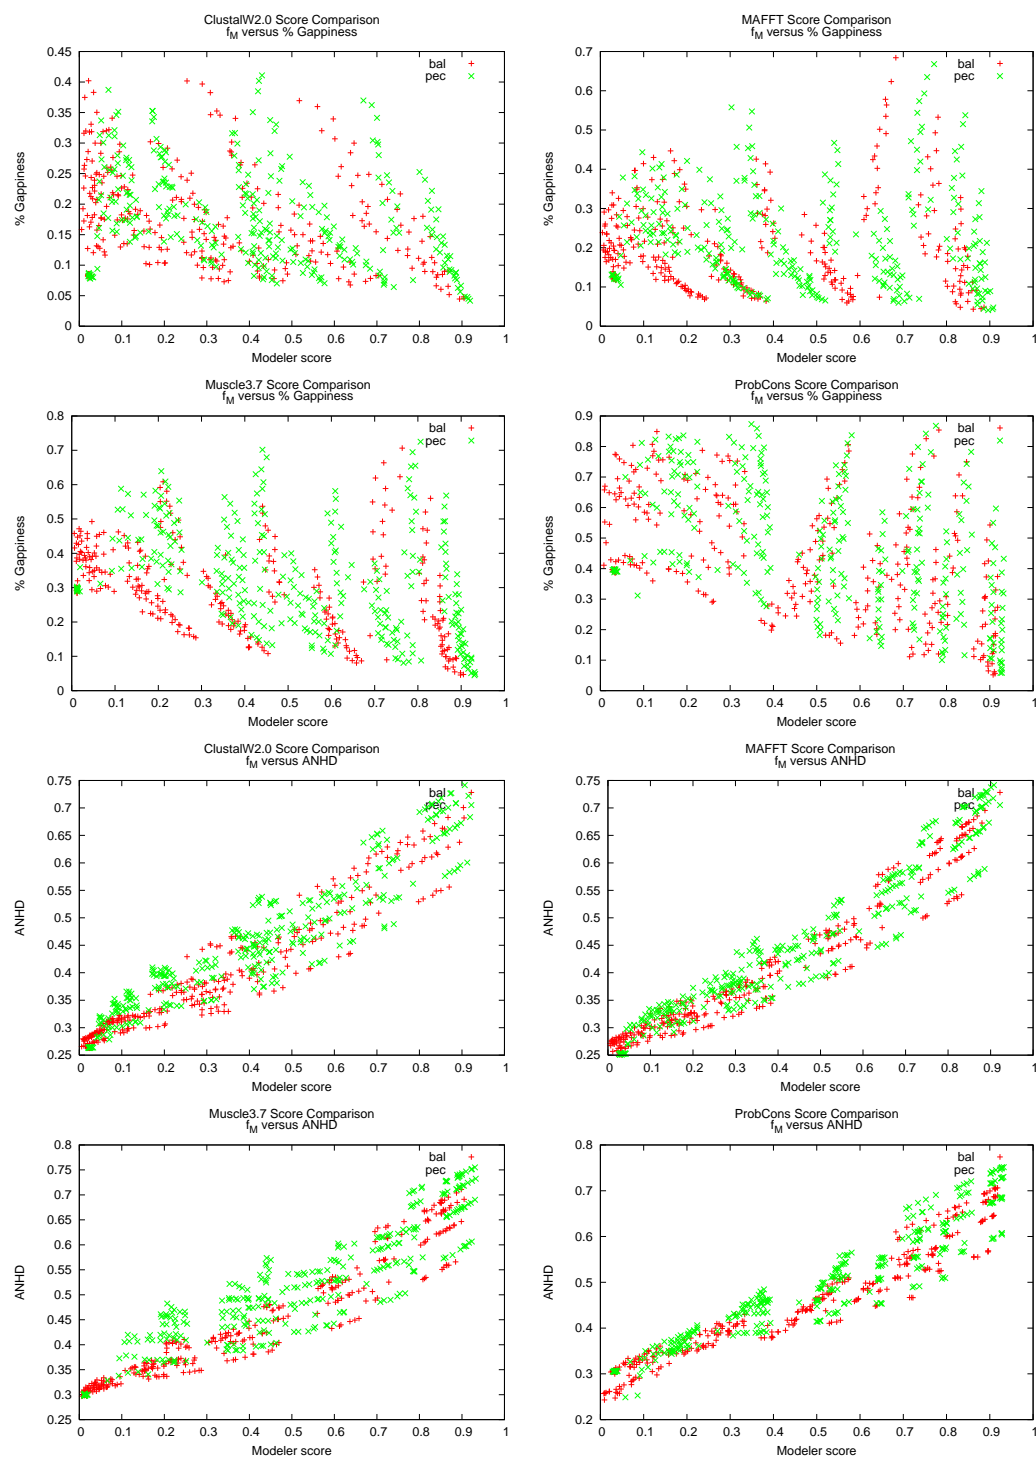 ClustalW2.0 Score Comparison
f_M versus % Gappiness
0.45
0.4
0.35
0.3
0.25
0.2
0.15
0.1
0.05
0
% Gappiness
bal
pec
0 0.1 0.2 0.3 0.4 0.5 0.6 0.7 0.8 0.9 1
Modeler score
MAFFT Score Comparison
f_M versus % Gappiness
0.7
0.6
0.5
0.4
0.3
0.2
0.1
0
% Gappiness
bal
pec
0 0.1 0.2 0.3 0.4 0.5 0.6 0.7 0.8 0.9 1
Modeler score
Muscle3.7 Score Comparison
f_M versus % Gappiness
0.8
0.7
0.6
0.5
0.4
0.3
0.2
0.1
0
% Gappiness
bal
pec
0 0.1 0.2 0.3 0.4 0.5 0.6 0.7 0.8 0.9 1
Modeler score
ProbCons Score Comparison
f_M versus % Gappiness
0.9
0.8
0.7
0.6
0.5
0.4
0.3
0.2
0.1
0
% Gappiness
bal
pec
0 0.1 0.2 0.3 0.4 0.5 0.6 0.7 0.8 0.9 1
Modeler score
ClustalW2.0 Score Comparison
f_M versus ANHD
0.75
0.7
0.65
0.6
0.55
0.5
0.45
0.4
0.35
0.3
0.25
ANHD
bal
pec
0 0.1 0.2 0.3 0.4 0.5 0.6 0.7 0.8 0.9 1
Modeler score
MAFFT Score Comparison
f_M versus ANHD
0.75
0.7
0.65
0.6
0.55
0.5
0.45
0.4
0.35
0.3
0.25
ANHD
bal
pec
0 0.1 0.2 0.3 0.4 0.5 0.6 0.7 0.8 0.9 1
Modeler score
Muscle3.7 Score Comparison
f_M versus ANHD
0.8
0.75
0.7
0.65
0.6
0.55
0.5
0.45
0.4
0.35
0.3
0.25
ANHD
bal
pec
0 0.1 0.2 0.3 0.4 0.5 0.6 0.7 0.8 0.9 1
Modeler score
ProbCons Score Comparison
f_M versus ANHD
0.8
0.7
0.6
0.5
0.4
0.3
0.2
ANHD
bal
pec
0 0.1 0.2 0.3 0.4 0.5 0.6 0.7 0.8 0.9 1
Modeler score